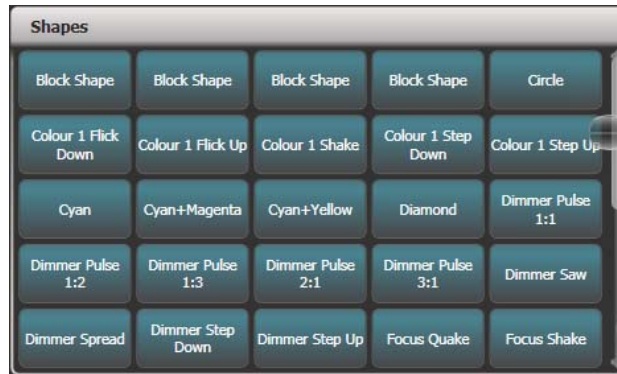 Shapes
Block Shape
Block Shape
Block Shape
Block Shape
Circle
Colour 1 Flick
Down
Colour 1 Flick Up
Colour 1 Shake
Colour 1 Step
Down
Colour 1 Step Up
Cyan
Cyan+Magenta
Cyan+Yellow
Diamond
Dimmer Pulse
1:1
Dimmer Pulse
1:2
Dimmer Pulse
1:3
Dimmer Pulse
2:1
Dimmer Pulse
3:1
Dimmer Saw
Dimmer Spread
Dimmer Step
Down
Dimmer Step Up
Focus Quake
Focus Shake